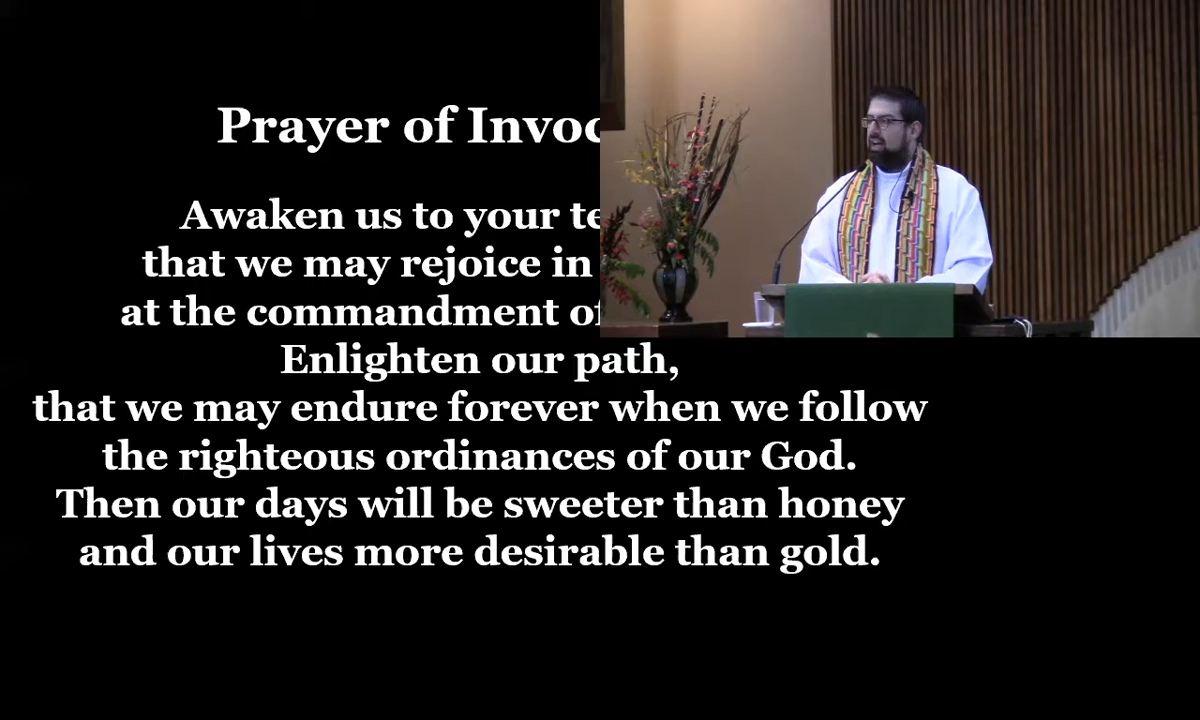 Prayer of
Awaken us to your
that we may rejoice in
at the commandment of
Enlighten our path,
that we may endure forever when we follow
the righteous ordinances of our God.
Then our days will be sweeter than honey
and our lives more desirable than gold.